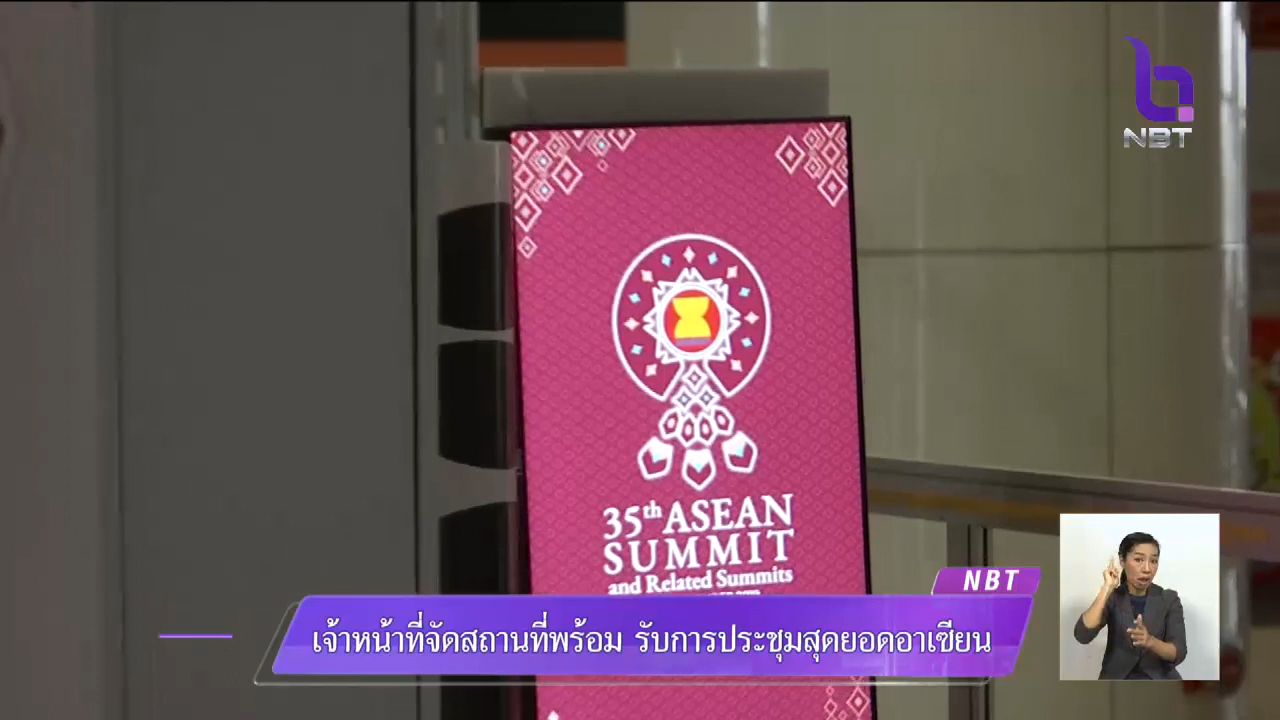 NBT
35th ASEAN
SUMMIT
and Related Summits
NBT
เจ้าหน้าที่จัดสถานที่พร้อม รับการประชุมสุดยอดอาเซียน